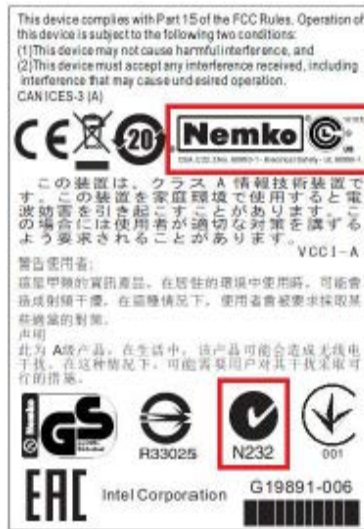 This device complies with Part 15 of the FCC Rules. Operation of
this device is subject to the following two conditions:
(1)This device may not cause harmful interference, and
(2)This device must accept any interference received, including
interference that may cause undesired operation.
CAN ICES-3 (A)
CE 20 Nemko
この装置は、クラス A 情報技術装置で
す。この装置を家庭環境で使用すると電
波妨害を引き起こすことがあります。こ
の場合には使用者が適切な対策を講ずる
よう要求されることがあります。
VCCI-A
警告使用者:
這是甲類的資訊產品，在居住的環境中使用時，可能會
造成射頻干擾，在這種情況下，使用者會被要求採取某
些適當的對策。
声明
此为 A级产品，在生活中，该产品可能会造成无线电
干扰。在这种情况下，可能需要用户对其干扰采取可
行的措施。
Nemko GS
R33025
N232
001
EAC
Intel Corporation
G19891-006